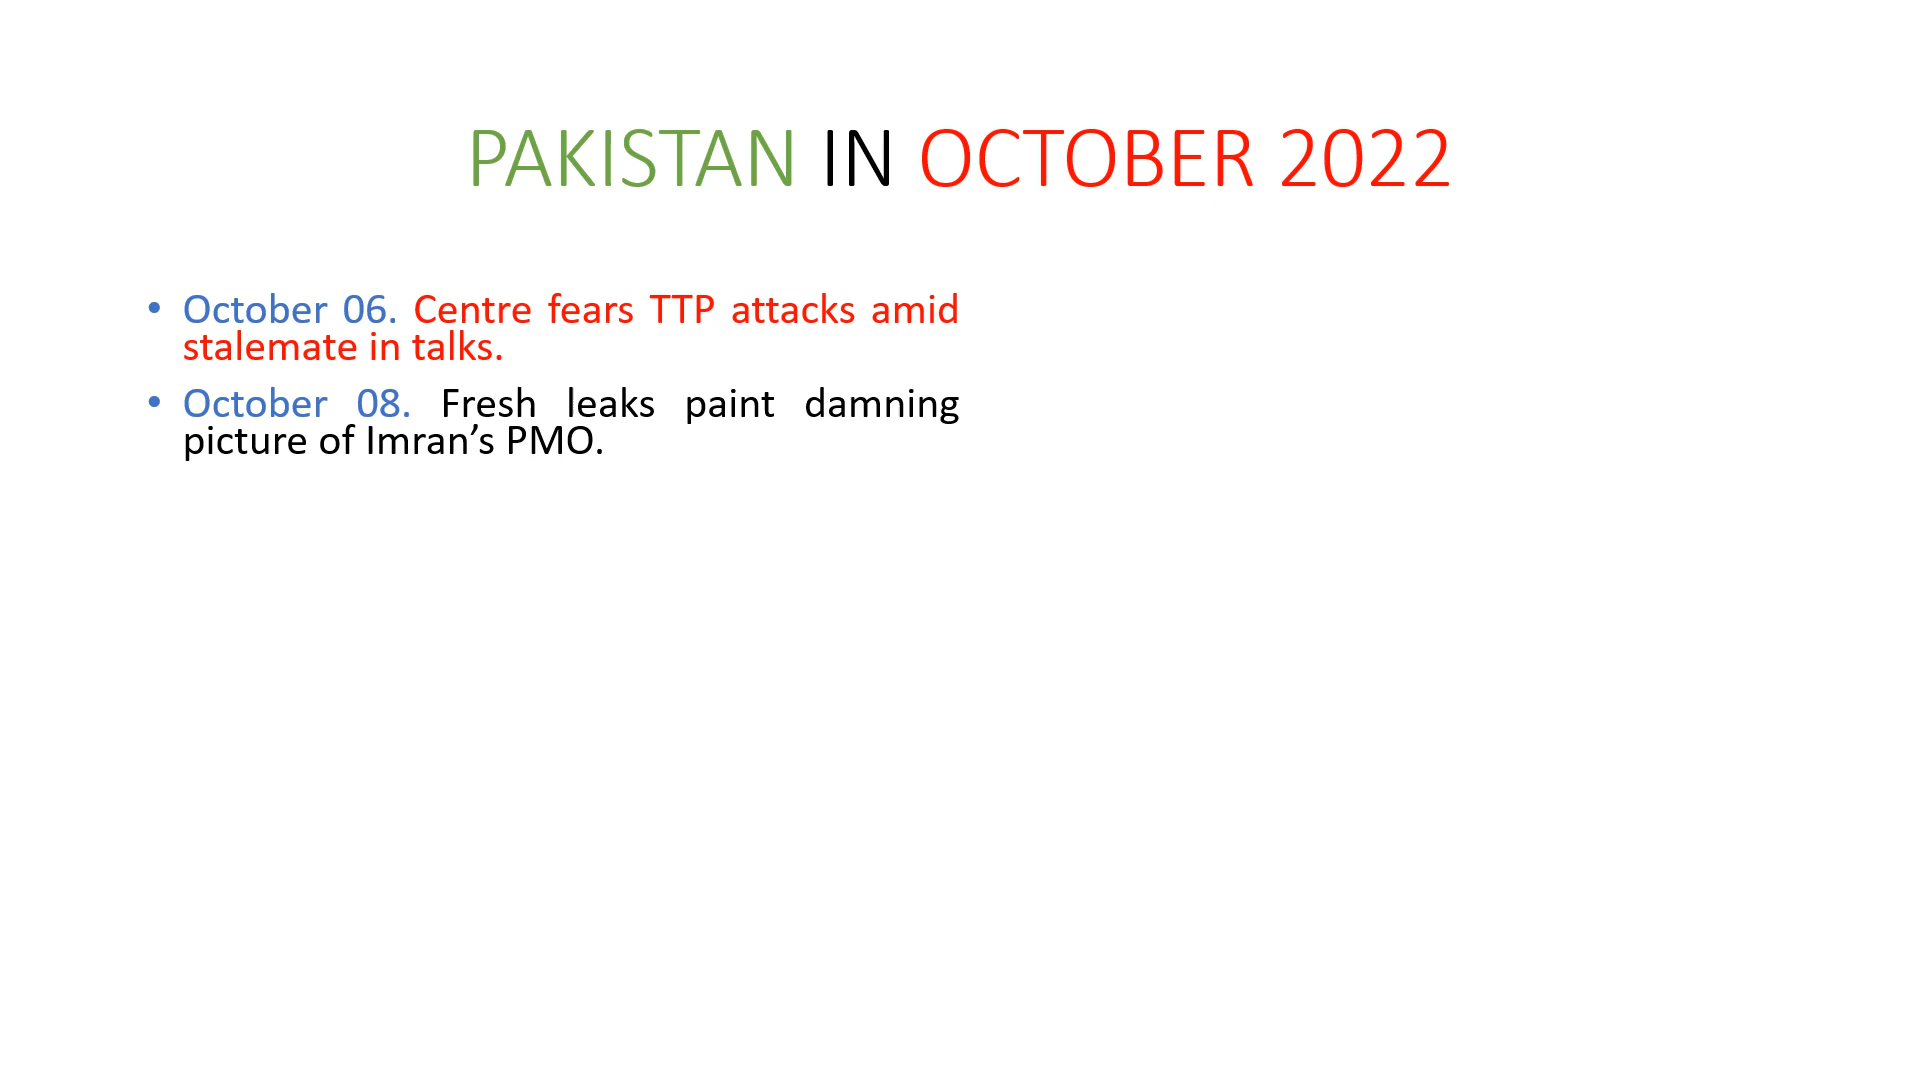 PAKISTAN IN OCTOBER 2022
• October 06. Centre fears TTP attacks amid
stalemate in talks.
• October 08. Fresh leaks paint damning
picture of Imran’s PMO.